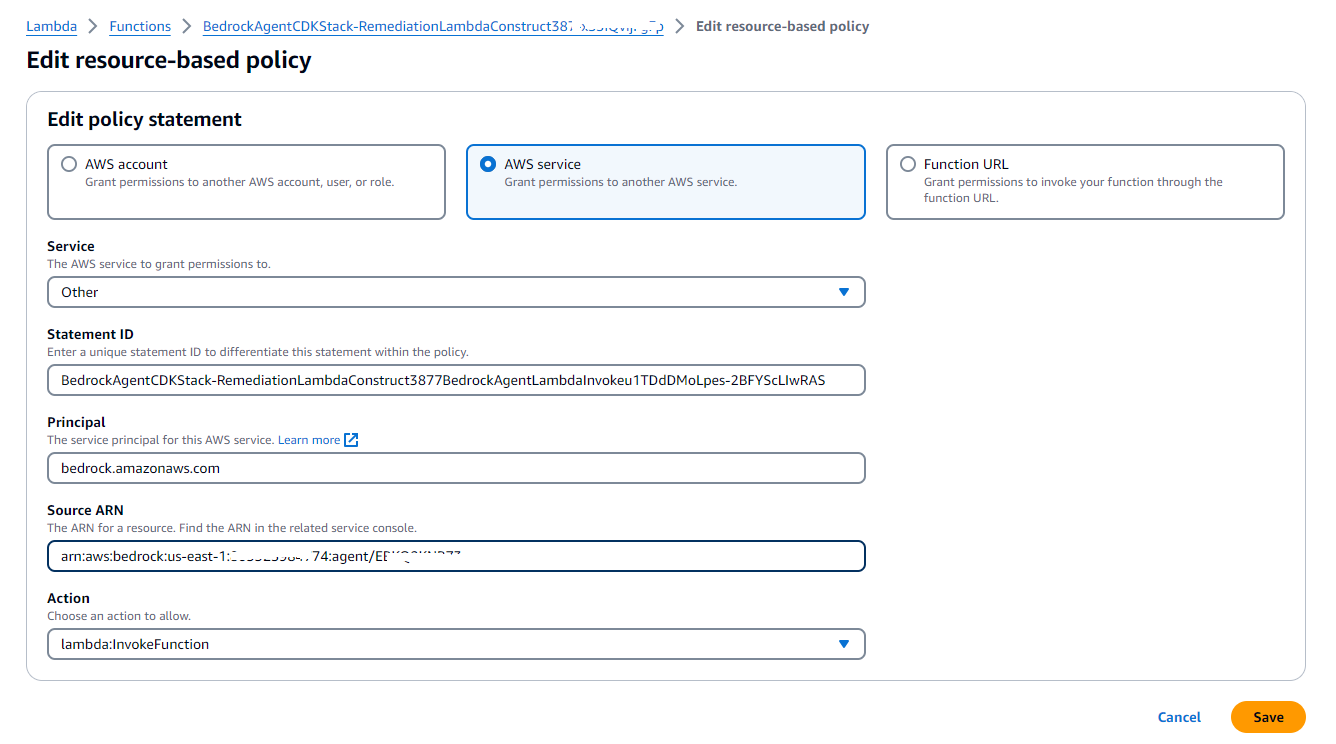 Lambda > Functions > > Edit resource-based policy
Edit resource-based policy
Edit policy statement
AWS account
Grant permissions to another AWS account, user, or role.
AWS service
Grant permissions to another AWS service.
Function URL
Grant permissions to invoke your function through the
function URL.
Service
The AWS service to grant permissions to.
Other
Statement ID
Enter a unique statement ID to differentiate this statement within the policy.
BedrockAgentCDKStack-RemediationLambdaConstruct3877BedrockAgentLambdaInvokeu1TDdDMoLpes-2BFYScLIwRAS
Principal
The service principal for this AWS service. Learn more
bedrock.amazonaws.com
Source ARN
The ARN for a resource. Find the ARN in the related service console.
arn:aws:bedrock:us-east-1: 74:agent/
Action
Choose an action to allow.
lambda:InvokeFunction
Cancel
Save